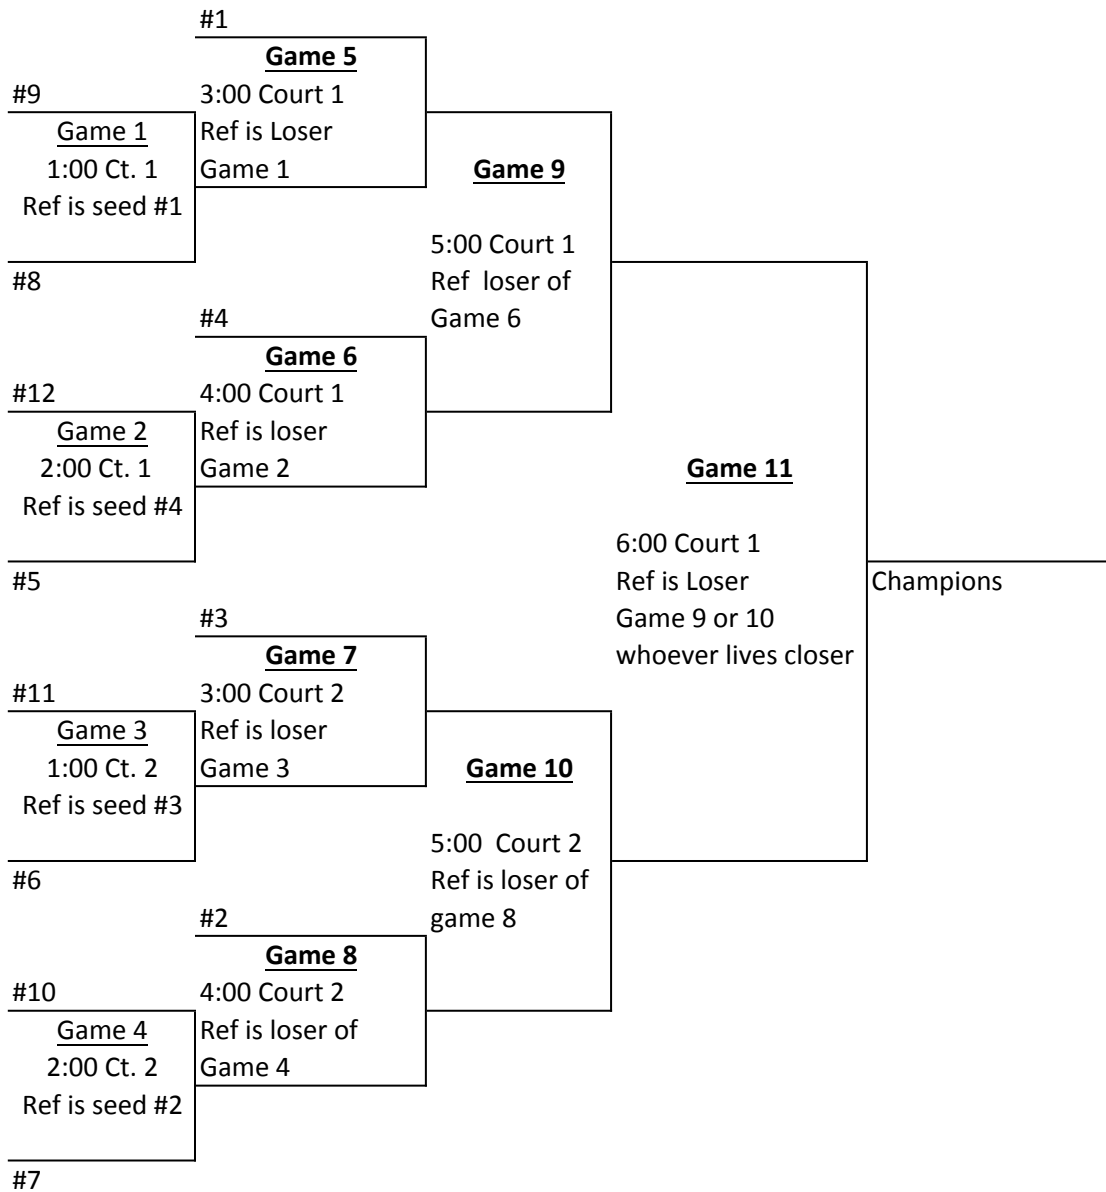 #1
Game 5
3:00 Court 1
Ref is Loser
Game 1
#9
Game 1
1:00 Ct. 1
Ref is seed #1
#8
Game 9
5:00 Court 1
Ref  loser of
Game 6
#4
Game 6
4:00 Court 1
Ref is loser
Game 2
#12
Game 2
2:00 Ct. 1
Ref is seed #4
#5
Game 11
6:00 Court 1
Ref is Loser
Game 9 or 10
whoever lives closer
Champions
#3
Game 7
3:00 Court 2
Ref is loser
Game 3
#11
Game 3
1:00 Ct. 2
Ref is seed #3
#6
Game 10
5:00  Court 2
Ref is loser of
game 8
#2
Game 8
4:00 Court 2
Ref is loser of
Game 4
#10
Game 4
2:00 Ct. 2
Ref is seed #2
#7